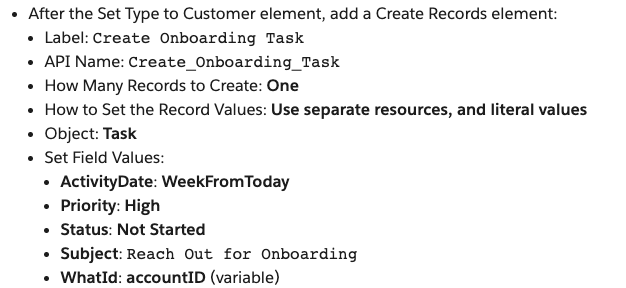 • After the Set Type to Customer element, add a Create Records element:
• Label: Create Onboarding Task
• API Name: Create_Onboarding_Task
• How Many Records to Create: One
• How to Set the Record Values: Use separate resources, and literal values
• Object: Task
• Set Field Values:
• ActivityDate: WeekFromToday
• Priority: High
• Status: Not Started
• Subject: Reach Out for Onboarding
• WhatId: accountID (variable)